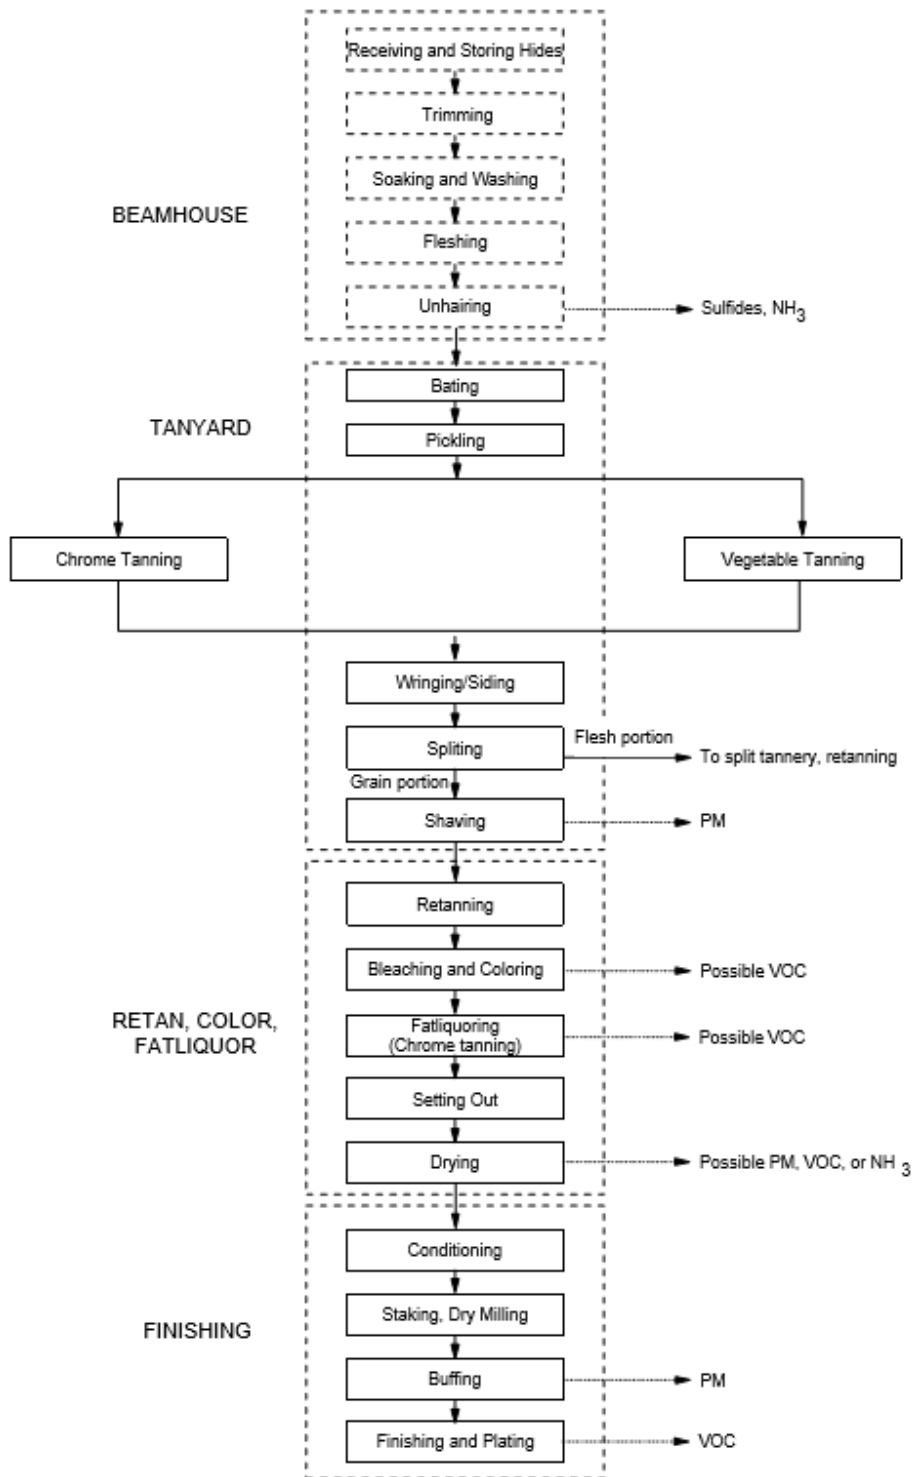 Receiving and Storing Hides
Trimming
Soaking and Washing
BEAMHOUSE
Fleshing
Unhairing
Sulfides, NH3
Bating
TANYARD
Pickling
Chrome Tanning
Vegetable Tanning
Wringing/Siding
Spliting
Flesh portion
To split tannery, retanning
Grain portion
Shaving
PM
Retanning
Bleaching and Coloring
Possible VOC
RETAN, COLOR,
FATLIQUOR
Fatliquoring
(Chrome tanning)
Possible VOC
Setting Out
Drying
Possible PM, VOC, or NH 3
Conditioning
Staking, Dry Milling
FINISHING
Buffing
PM
Finishing and Plating
VOC